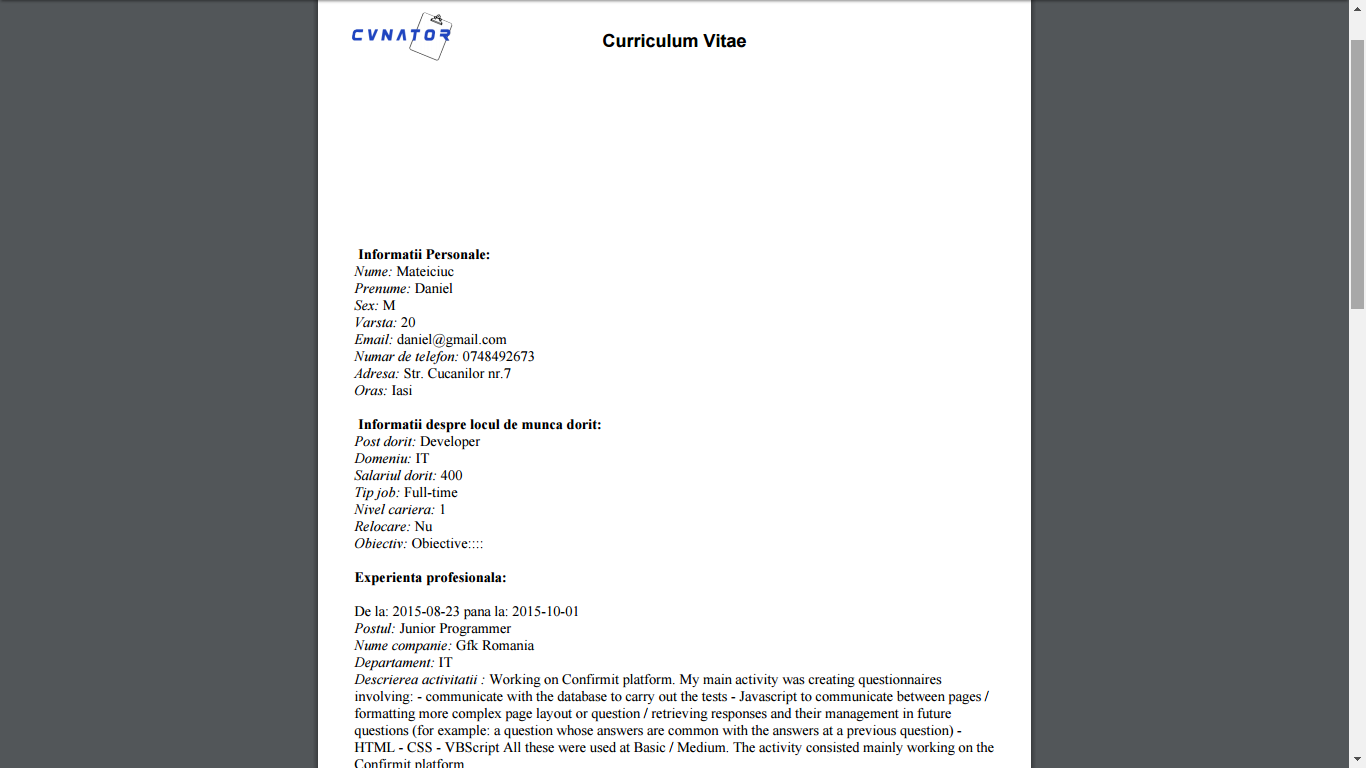 CVNATOR
Curriculum Vitae
Informatii Personale:
Nume: Mateiciuc
Prenume: Daniel
Sex: M
Varsta: 20
Email: daniel@gmail.com
Numar de telefon: 0748492673
Adresa: Str. Cucanilor nr.7
Oras: Iasi
Informatii despre locul de munca dorit:
Post dorit: Developer
Domeniu: IT
Salariul dorit: 400
Tip job: Full-time
Nivel cariera: 1
Relocare: Nu
Obiectiv: Obiective::::
Experienta profesionala:
De la: 2015-08-23 pana la: 2015-10-01
Postul: Junior Programmer
Nume companie: Gfk Romania
Departament: IT
Descrierea activitatii : Working on Confirmit platform. My main activity was creating questionnaires
involving: - communicate with the database to carry out the tests - Javascript to communicate between pages /
formatting more complex page layout or question / retrieving responses and their management in future
questions (for example: a question whose answers are common with the answers at a previous question) -
HTML - CSS - VBScript All these were used at Basic / Medium. The activity consisted mainly working on the
Confirmit platform